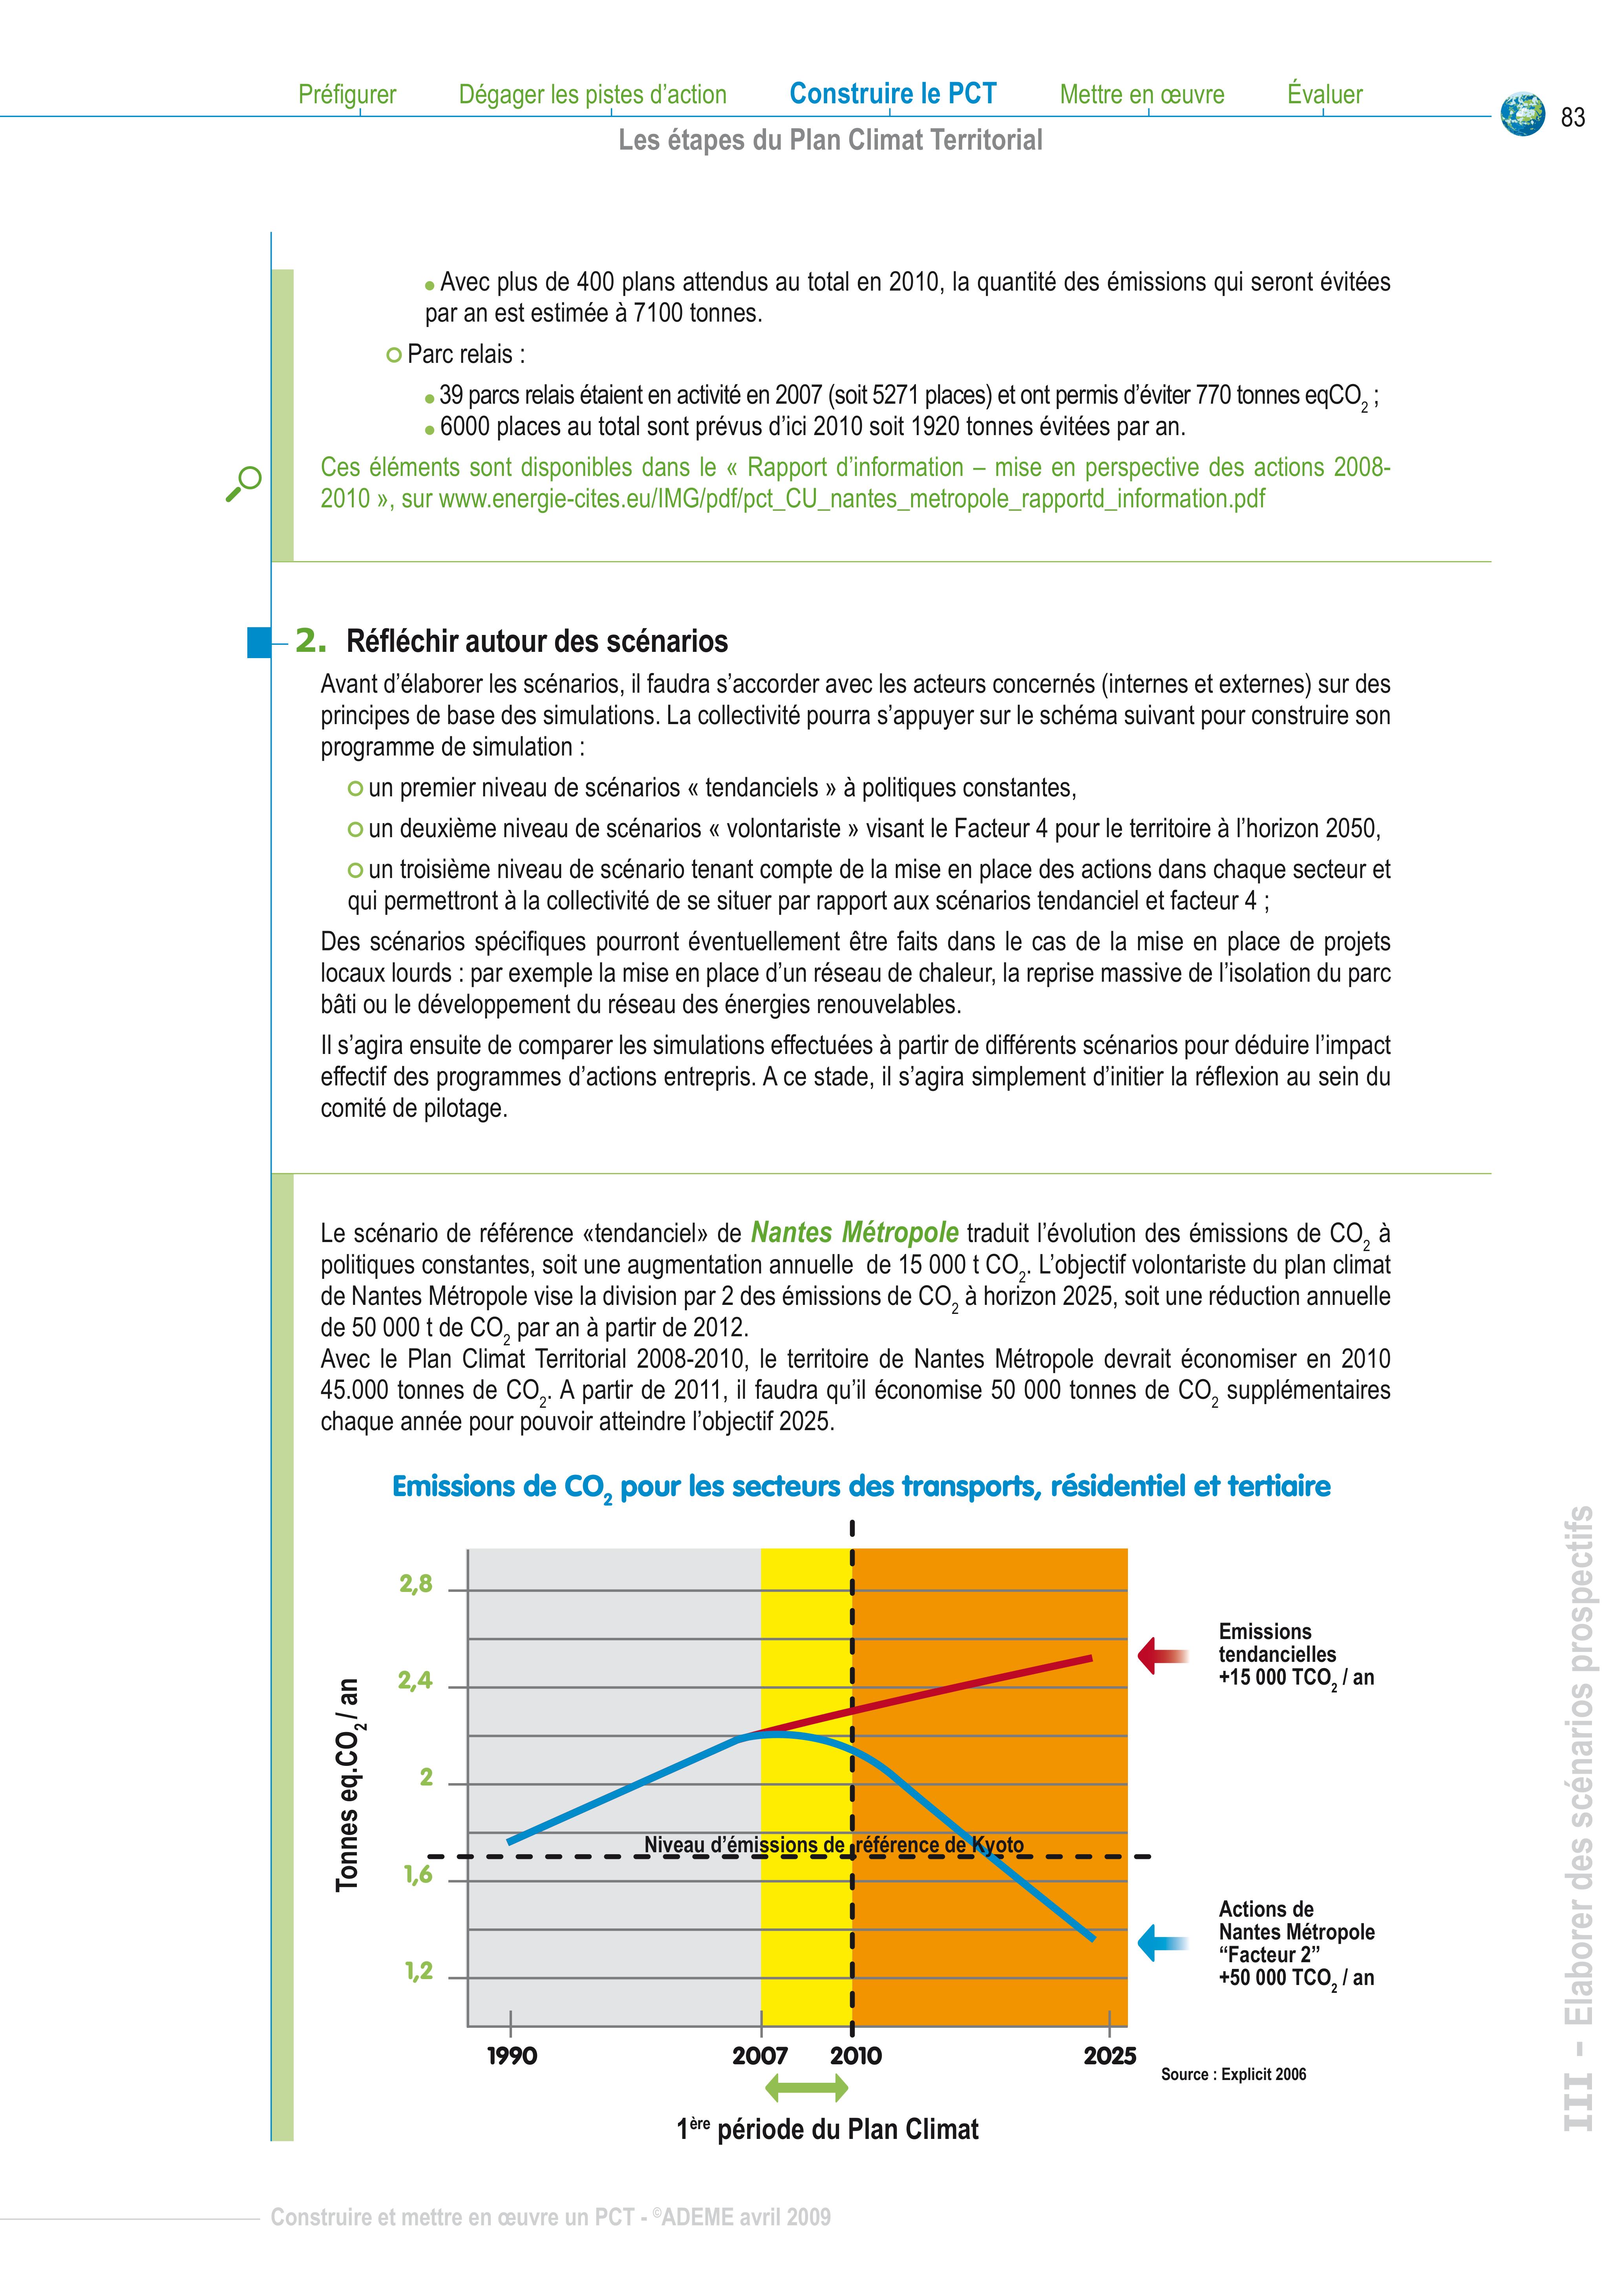 Préfigurer Dégager les pistes d'action Construire le PCT Mettre en œuvre Évaluer
83
Les étapes du Plan Climat Territorial
Avec plus de 400 plans attendus au total en 2010, la quantité des émissions qui seront évitées
par an est estimée à 7100 tonnes.
Parc relais :
39 parcs relais étaient en activité en 2007 (soit 5271 places) et ont permis d'éviter 770 tonnes eqCO2 ;
6000 places au total sont prévus d'ici 2010 soit 1920 tonnes évitées par an.
Ces éléments sont disponibles dans le « Rapport d'information – mise en perspective des actions 2008-
2010 », sur www.energie-cites.eu/IMG/pdf/pct_CU_nantes_metropole_rapportd_information.pdf
2. Réfléchir autour des scénarios
Avant d'élaborer les scénarios, il faudra s'accorder avec les acteurs concernés (internes et externes) sur des
principes de base des simulations. La collectivité pourra s'appuyer sur le schéma suivant pour construire son
programme de simulation :
un premier niveau de scénarios « tendanciels » à politiques constantes,
un deuxième niveau de scénarios « volontariste » visant le Facteur 4 pour le territoire à l'horizon 2050,
un troisième niveau de scénario tenant compte de la mise en place des actions dans chaque secteur et
qui permettront à la collectivité de se situer par rapport aux scénarios tendanciel et facteur 4 ;
Des scénarios spécifiques pourront éventuellement être faits dans le cas de la mise en place de projets
locaux lourds : par exemple la mise en place d'un réseau de chaleur, la reprise massive de l'isolation du parc
bâti ou le développement du réseau des énergies renouvelables.
Il s'agira ensuite de comparer les simulations effectuées à partir de différents scénarios pour déduire l'impact
effectif des programmes d'actions entrepris. A ce stade, il s'agira simplement d'initier la réflexion au sein du
comité de pilotage.
Le scénario de référence «tendanciel» de Nantes Métropole traduit l'évolution des émissions de CO2 à
politiques constantes, soit une augmentation annuelle de 15 000 t CO2. L'objectif volontariste du plan climat
de Nantes Métropole vise la division par 2 des émissions de CO2 à horizon 2025, soit une réduction annuelle
de 50 000 t de CO2 par an à partir de 2012.
Avec le Plan Climat Territorial 2008-2010, le territoire de Nantes Métropole devrait économiser en 2010
45.000 tonnes de CO2. A partir de 2011, il faudra qu'il économise 50 000 tonnes de CO2 supplémentaires
chaque année pour pouvoir atteindre l'objectif 2025.
Emissions de CO2 pour les secteurs des transports, résidentiel et tertiaire
Tonnes eq.CO2 / an
2,8
2,4
2
1,6
1,2
Niveau d'émissions de référence de Kyoto
Emissions
tendancielles
+15 000 TCO2 / an
Actions de
Nantes Métropole
"Facteur 2"
+50 000 TCO2 / an
1990 2007 2010 2025
Source : Explicit 2006
1ère période du Plan Climat
III - Elaborer des scénarios prospectifs
Construire et mettre en œuvre un PCT - ©ADEME avril 2009